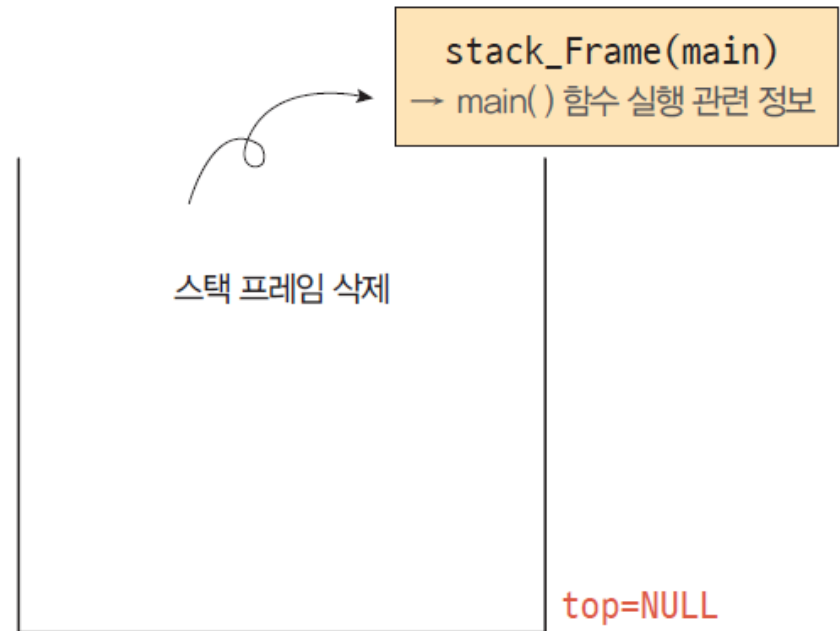 stack_Frame(main)
→ main( ) 함수 실행 관련 정보
스택 프레임 삭제
top=NULL